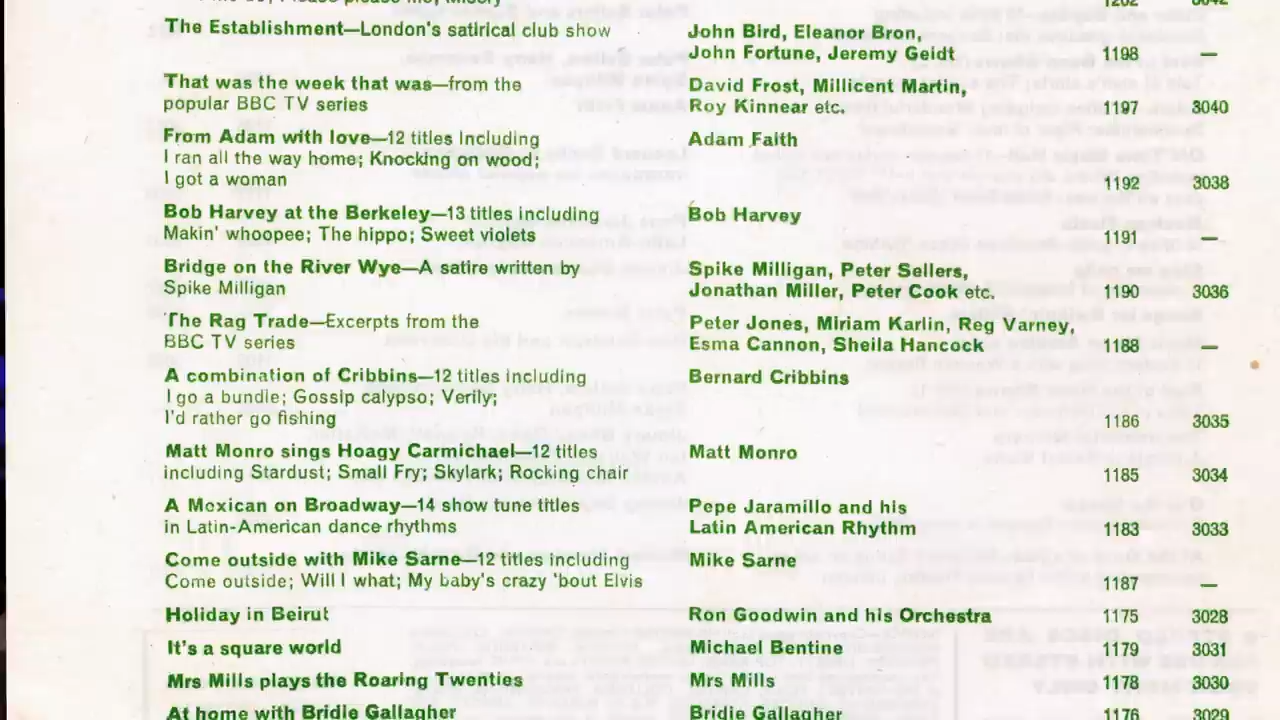 The Establishment—London's satirical club show
John Bird, Eleanor Bron,
John Fortune, Jeremy Geidt 1198 —
That was the week that was—from the
popular BBC TV series
David Frost, Millicent Martin,
Roy Kinnear etc. 1197 3040
From Adam with love—12 titles including
I ran all the way home; Knocking on wood;
I got a woman
Adam Faith
1192 3038
Bob Harvey at the Berkeley—13 titles including
Makin' whoopee; The hippo; Sweet violets
Bob Harvey
1191 —
Bridge on the River Wye—A satire written by
Spike Milligan
Spike Milligan, Peter Sellers,
Jonathan Miller, Peter Cook etc. 1190 3036
The Rag Trade—Excerpts from the
BBC TV series
Peter Jones, Miriam Karlin, Reg Varney,
Esma Cannon, Sheila Hancock 1188 —
A combination of Cribbins—12 titles including
I go a bundle; Gossip calypso; Verily;
I'd rather go fishing
Bernard Cribbins
1186 3035
Matt Monro sings Hoagy Carmichael—12 titles
including Stardust; Small Fry; Skylark; Rocking chair
Matt Monro
1185 3034
A Mexican on Broadway—14 show tune titles
in Latin-American dance rhythms
Pepe Jaramillo and his
Latin American Rhythm 1183 3033
Come outside with Mike Sarne—12 titles including
Come outside; Will I what; My baby's crazy 'bout Elvis
Mike Sarne
1187 —
Holiday in Beirut Ron Goodwin and his Orchestra 1175 3028
It's a square world Michael Bentine 1179 3031
Mrs Mills plays the Roaring Twenties Mrs Mills 1178 3030
At home with Bridie Gallagher Bridie Gallagher 1176 3029